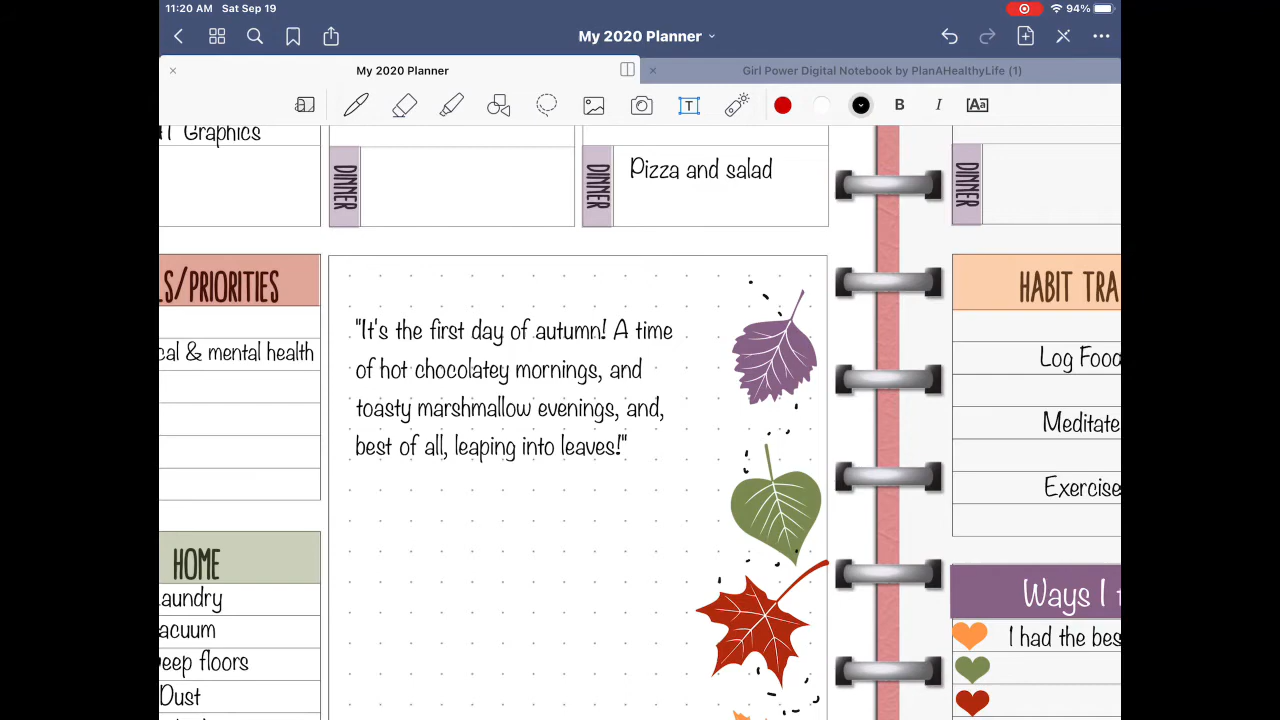 11:20 AM Sat Sep 19
94%
My 2020 Planner
My 2020 Planner
Girl Power Digital Notebook by PlanAHealthyLife (1)
T
B
I
Aa
Graphics
DINNER
DINNER
Pizza and salad
DINNER
LS/PRIORITIES
cal & mental health
"It's the first day of autumn! A time
of hot chocolatey mornings, and
toasty marshmallow evenings, and,
best of all, leaping into leaves!"
HABIT TRA
Log Food
Meditate
Exercise
HOME
aundry
acuum
eep floors
Dust
Ways I
I had the bes